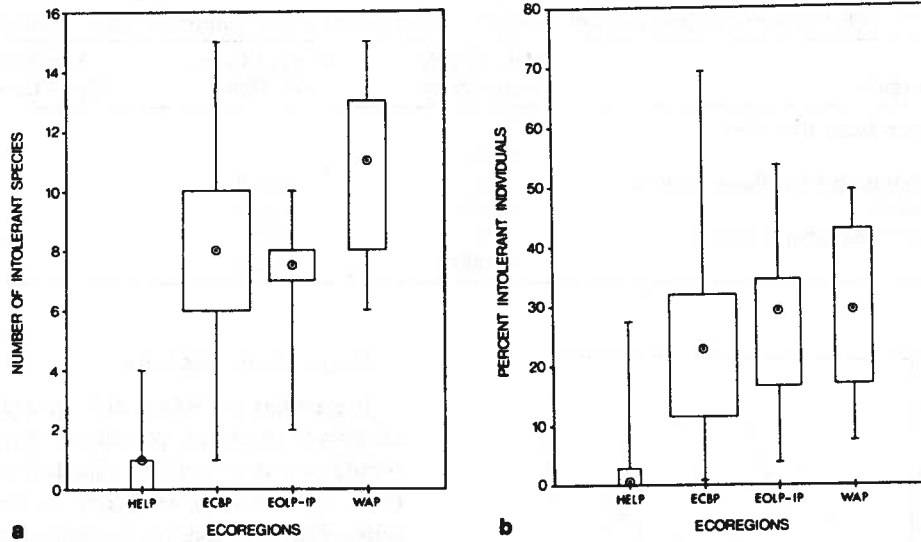 NUMBER OF INTOLERANT SPECIES
16
14
12
10
8
6
4
2
0
HELP ECBP EOLP-IP WAP
ECOREGIONS
a
PERCENT INTOLERANT INDIVIDUALS
80
70
60
50
40
30
20
10
0
HELP ECBP EOLP-IP WAP
ECOREGIONS
b